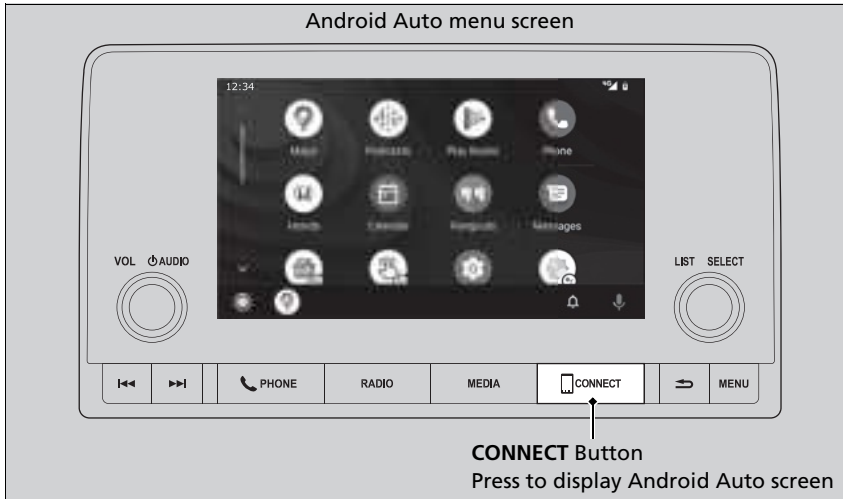 Android Auto menu screen
12:34
4G
Phone
Messages
VOL AUDIO
LIST SELECT
PHONE
RADIO
MEDIA
CONNECT
MENU
CONNECT Button
Press to display Android Auto screen